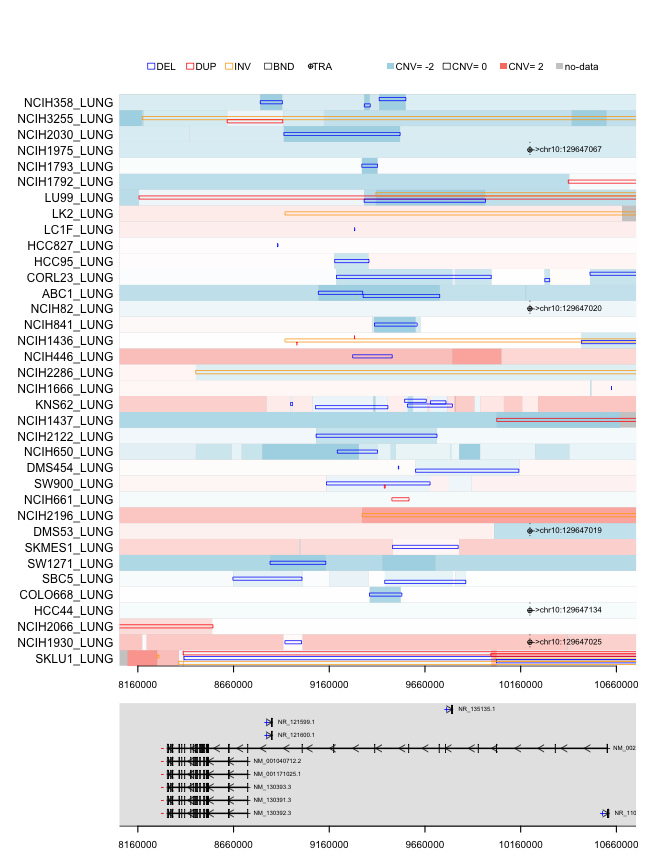 DEL DUP INV BND TRA CNV= -2 CNV= 0 CNV= 2 no-data
NCIH358_LUNG
NCIH3255_LUNG
NCIH2030_LUNG
NCIH1975_LUNG >chr10:129647067
NCIH1793_LUNG
NCIH1792_LUNG
LU99_LUNG
LK2_LUNG
LC1F_LUNG
HCC827_LUNG
HCC95_LUNG
CORL23_LUNG
ABC1_LUNG
NCIH82_LUNG >chr10:129647020
NCIH841_LUNG
NCIH1436_LUNG
NCIH446_LUNG
NCIH2286_LUNG
NCIH1666_LUNG
KNS62_LUNG
NCIH1437_LUNG
NCIH2122_LUNG
NCIH650_LUNG
DMS454_LUNG
SW900_LUNG
NCIH661_LUNG
NCIH2196_LUNG
DMS53_LUNG >chr10:129647019
SKMES1_LUNG
SW1271_LUNG
SBC5_LUNG
COLO668_LUNG
HCC44_LUNG >chr10:129647134
NCIH2066_LUNG
NCIH1930_LUNG >chr10:129647025
SKLU1_LUNG
8160000 8660000 9160000 9660000 10160000 10660000
NR_135135.1
NR_121599.1
NR_121600.1
NM_002
NM_001040712.2
NM_001171025.1
NM_130393.3
NM_130391.3
NM_130392.3 NR_110
8160000 8660000 9160000 9660000 10160000 10660000